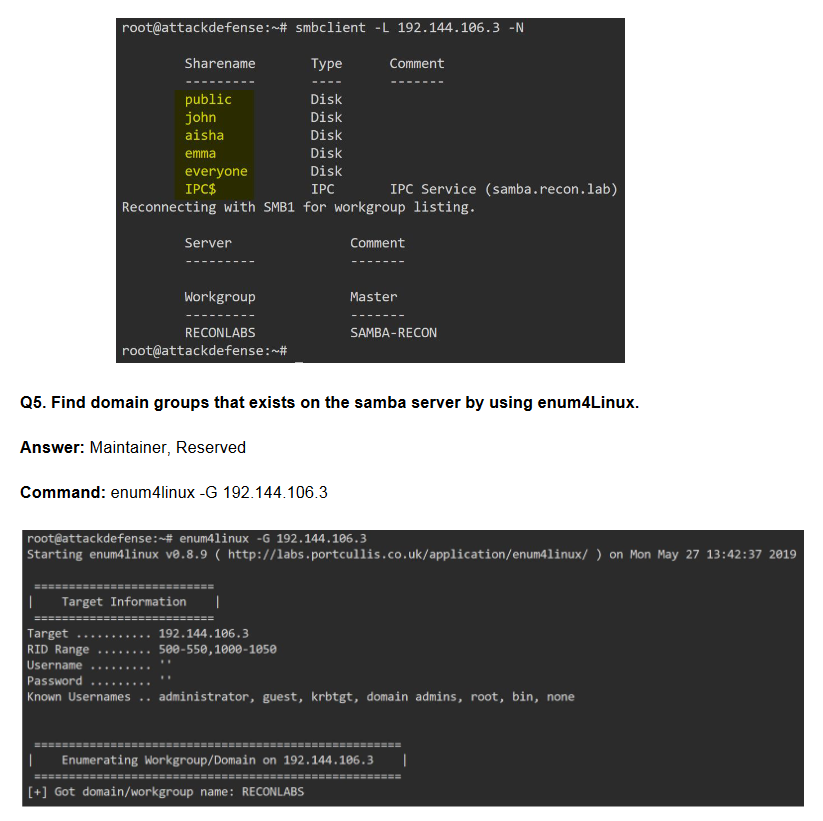 root@attackdefense:~# smbclient -L 192.144.106.3 -N
Sharename Type Comment
--------- ---- -------
public Disk
john Disk
aisha Disk
emma Disk
everyone Disk
IPC$ IPC IPC Service (samba.recon.lab)
Reconnecting with SMB1 for workgroup listing.
Server Comment
--------- -------
Workgroup Master
--------- -------
RECONLABS SAMBA-RECON
root@attackdefense:~#
Q5. Find domain groups that exists on the samba server by using enum4Linux.
Answer: Maintainer, Reserved
Command: enum4linux -G 192.144.106.3
root@attackdefense:~# enum4linux -G 192.144.106.3
Starting enum4linux v0.8.9 ( http://labs.portcullis.co.uk/application/enum4linux/ ) on Mon May 27 13:42:37 2019
==========================
| Target Information |
==========================
Target ........... 192.144.106.3
RID Range ........ 500-550,1000-1050
Username ......... ''
Password ......... ''
Known Usernames .. administrator, guest, krbtgt, domain admins, root, bin, none
=====================================================
| Enumerating Workgroup/Domain on 192.144.106.3 |
=====================================================
[+] Got domain/workgroup name: RECONLABS